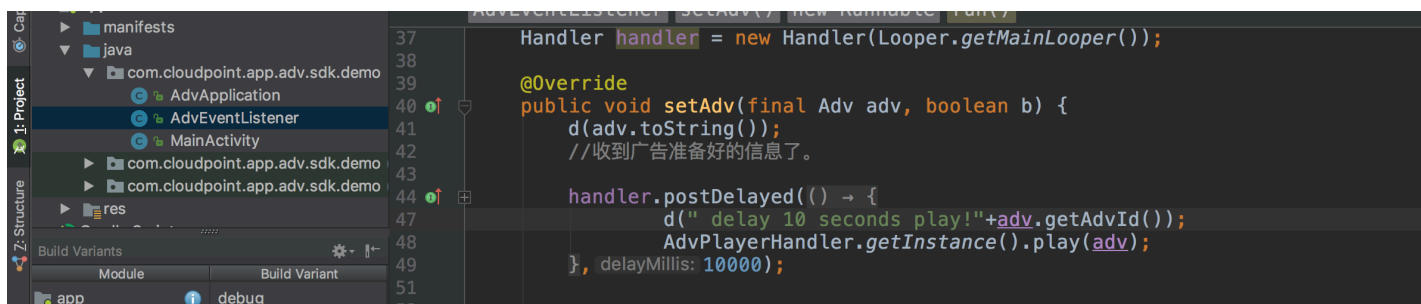 AdvEventListener setAdv() new Runnable run()
Cap
1: Project
Z: Structure
manifests
java
com.cloudpoint.app.adv.sdk.demo
AdvApplication
AdvEventListener
MainActivity
com.cloudpoint.app.adv.sdk.demo
com.cloudpoint.app.adv.sdk.demo
res
Build Variants
Module Build Variant
app debug
37 Handler handler = new Handler(Looper.getMainLooper());
38
39 @Override
40 public void setAdv(final Adv adv, boolean b) {
41 d(adv.toString());
42 //收到广告准备好的信息了。
43
44 handler.postDelayed(() → {
47 d(" delay 10 seconds play!"+adv.getAdvId());
48 AdvPlayerHandler.getInstance().play(adv);
49 }, delayMillis: 10000);
51